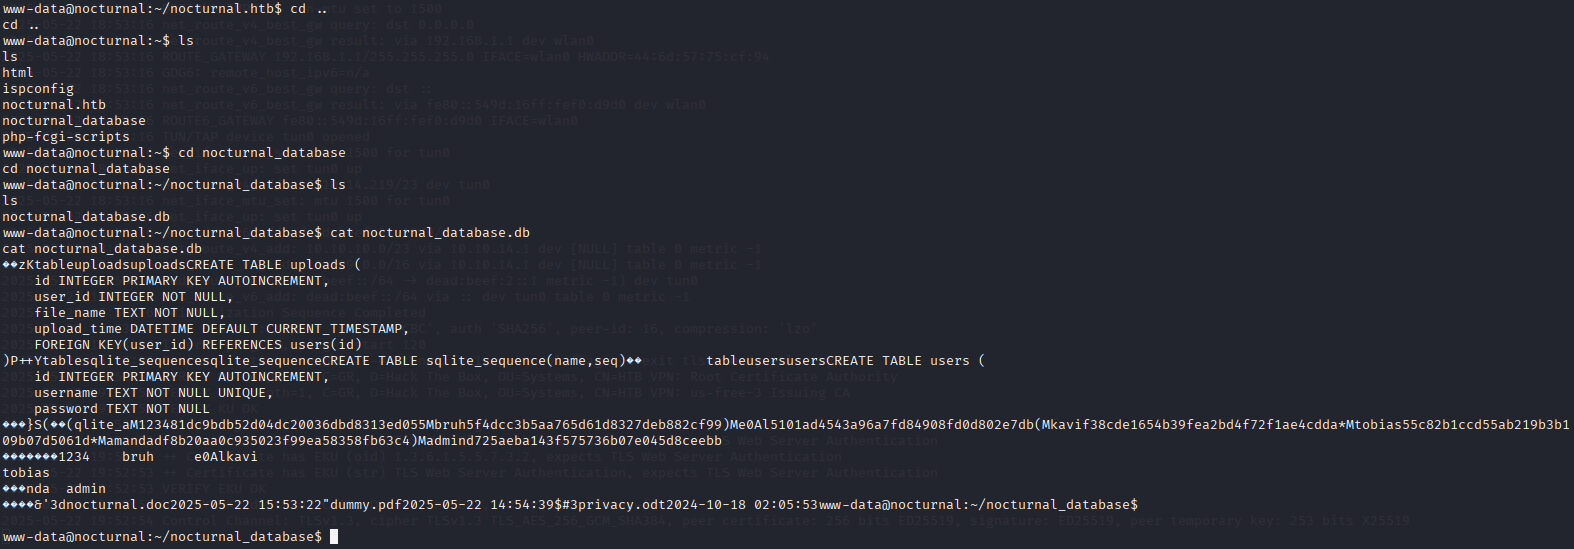 www-data@nocturnal:~/nocturnal.htb$ cd ..
cd ..
www-data@nocturnal:~$ ls
ls
html
ispconfig
nocturnal.htb
nocturnal_database
php-fcgi-scripts
www-data@nocturnal:~$ cd nocturnal_database
cd nocturnal_database
www-data@nocturnal:~/nocturnal_database$ ls
ls
nocturnal_database.db
www-data@nocturnal:~/nocturnal_database$ cat nocturnal_database.db
cat nocturnal_database.db
��zKtableuploadsuploadsCREATE TABLE uploads (
    id INTEGER PRIMARY KEY AUTOINCREMENT,
    user_id INTEGER NOT NULL,
    file_name TEXT NOT NULL,
    upload_time DATETIME DEFAULT CURRENT_TIMESTAMP,
    FOREIGN KEY(user_id) REFERENCES users(id)
)P++Ytablesqlite_sequencesqlite_sequenceCREATE TABLE sqlite_sequence(name,seq)��        tableusersusersCREATE TABLE users (
    id INTEGER PRIMARY KEY AUTOINCREMENT,
    username TEXT NOT NULL UNIQUE,
    password TEXT NOT NULL
���}S(��(qlite_aM123481dc9bdb52d04dc20036dbd8313ed055Mbruh5f4dcc3b5aa765d61d8327deb882cf99)Me0Al5101ad4543a96a7fd84908fd0d802e7db(Mkavif38cde1654b39fea2bd4f72f1ae4cdda*Mtobias55c82b1ccd55ab219b3b1
09b07d5061d*Mamandadf8b20aa0c935023f99ea58358fb63c4)Madmind725aeba143f575736b07e045d8ceebb
�������1234    bruh     e0Alkavi
tobias
���nda  admin
����&'3dnocturnal.doc2025-05-22 15:53:22"dummy.pdf2025-05-22 14:54:39$#3privacy.odt2024-10-18 02:05:53www-data@nocturnal:~/nocturnal_database$
www-data@nocturnal:~/nocturnal_database$